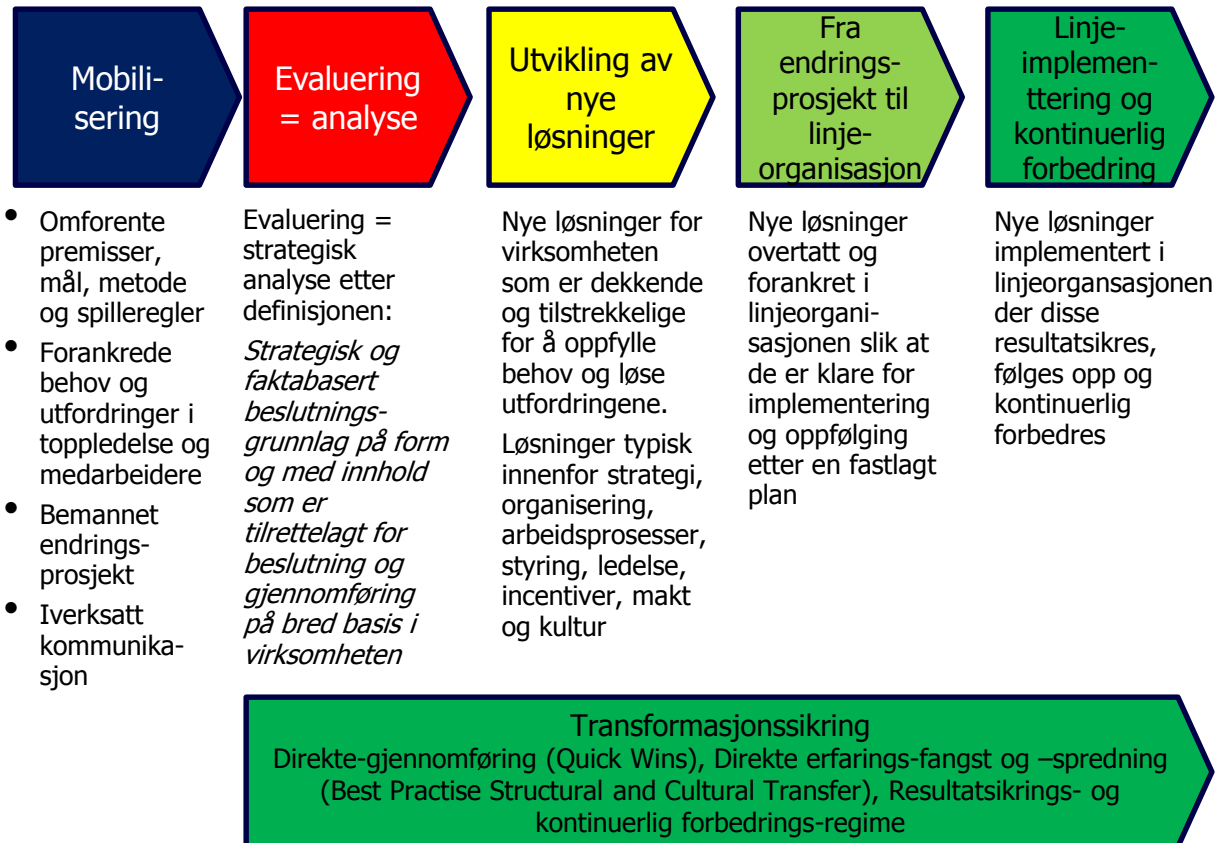 Mobili-
sering
Evaluering
= analyse
Utvikling av
nye
løsninger
Fra
endrings-
prosjekt til
linje-
organisasjon
Linje-
implemen-
ttering og
kontinuerlig
forbedring
• Omforente
premisser,
mål, metode
og spilleregler
• Forankrede
behov og
utfordringer i
toppledelse og
medarbeidere
• Bemannet
endrings-
prosjekt
• Iverksatt
kommunika-
sjon
Evaluering =
strategisk
analyse etter
definisjonen:
Strategisk og
faktabasert
beslutnings-
grunnlag på form
og med innhold
som er
tilrettelagt for
beslutning og
gjennomføring
på bred basis i
virksomheten
Nye løsninger for
virksomheten
som er dekkende
og tilstrekkelige
for å oppfylle
behov og løse
utfordringene.
Løsninger typisk
innenfor strategi,
organisering,
arbeidsprosesser,
styring, ledelse,
incentiver, makt
og kultur
Nye løsninger
overtatt og
forankret i
linjeorgani-
sasjonen slik at
de er klare for
implementering
og oppfølging
etter en fastlagt
plan
Nye løsninger
implementert i
linjeorgansasjonen
der disse
resultatsikres,
følges opp og
kontinuerlig
forbedres
Transformasjonssikring
Direkte-gjennomføring (Quick Wins), Direkte erfarings-fangst og –spredning
(Best Practise Structural and Cultural Transfer), Resultatsikrings- og
kontinuerlig forbedrings-regime